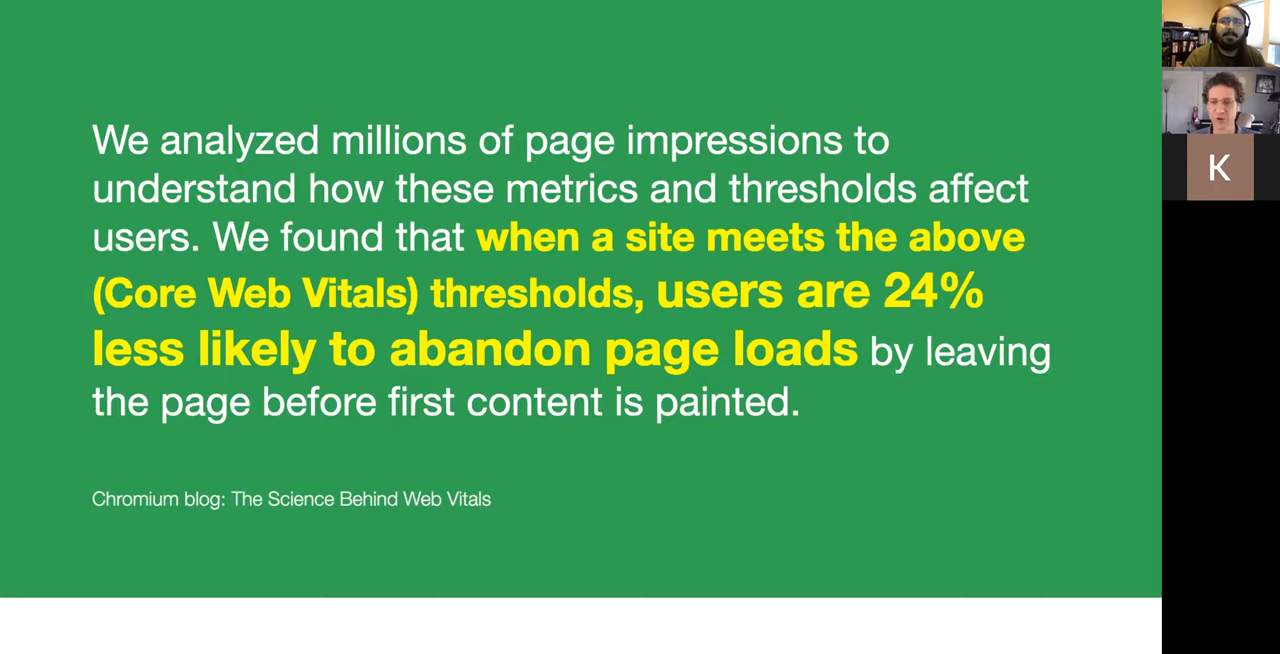 We analyzed millions of page impressions to
understand how these metrics and thresholds affect
users. We found that when a site meets the above
(Core Web Vitals) thresholds, users are 24%
less likely to abandon page loads by leaving
the page before first content is painted.
Chromium blog: The Science Behind Web Vitals
K